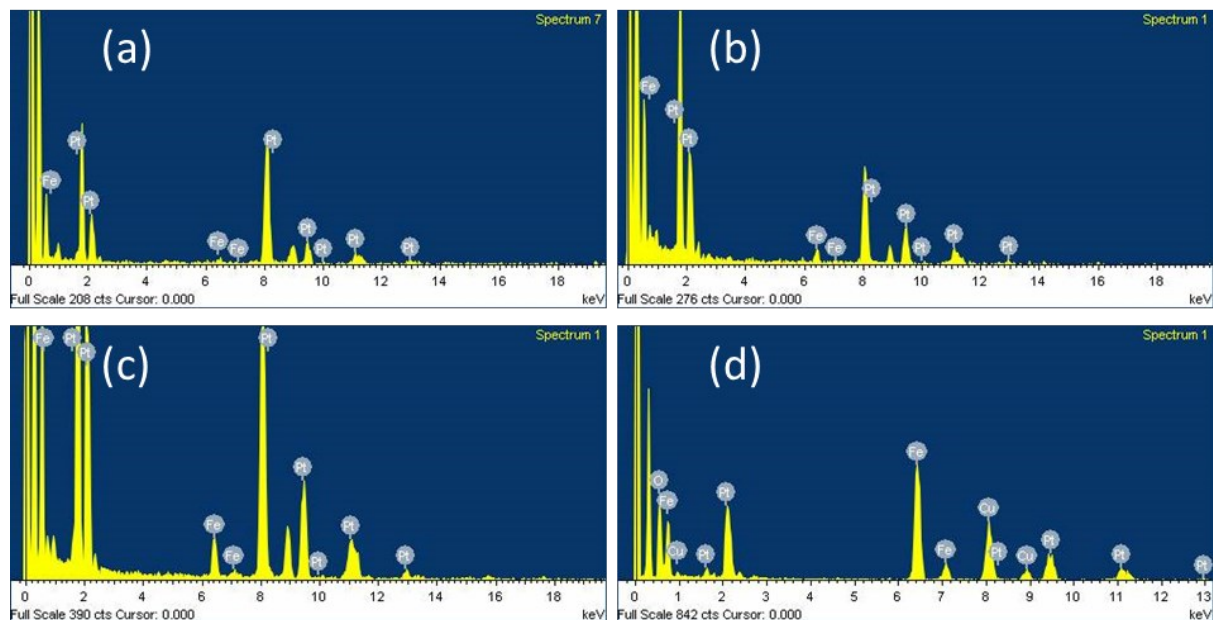 Spectrum 7
(a)
Pt
Pt
Fe
Pt
Fe
Fe
Pt
Pt
Pt
Pt
0 2 4 6 8 10 12 14 16 18
Full Scale 208 cts Cursor: 0.000 keV
Spectrum 1
(b)
Fe
Pt
Pt
Pt
Fe
Fe
Pt
Pt
Pt
Pt
0 2 4 6 8 10 12 14 16 18
Full Scale 276 cts Cursor: 0.000 keV
Spectrum 1
(c)
Fe
Pt
Pt
Pt
Pt
Fe
Fe
Pt
Pt
Pt
0 2 4 6 8 10 12 14 16 18
Full Scale 390 cts Cursor: 0.000 keV
Spectrum 1
(d)
Fe
O
Pt
Fe
Cu
Cu
Pt
Fe
Pt
Cu
Pt
Pt
Pt
0 1 2 3 4 5 6 7 8 9 10 11 12 13
Full Scale 842 cts Cursor: 0.000 keV